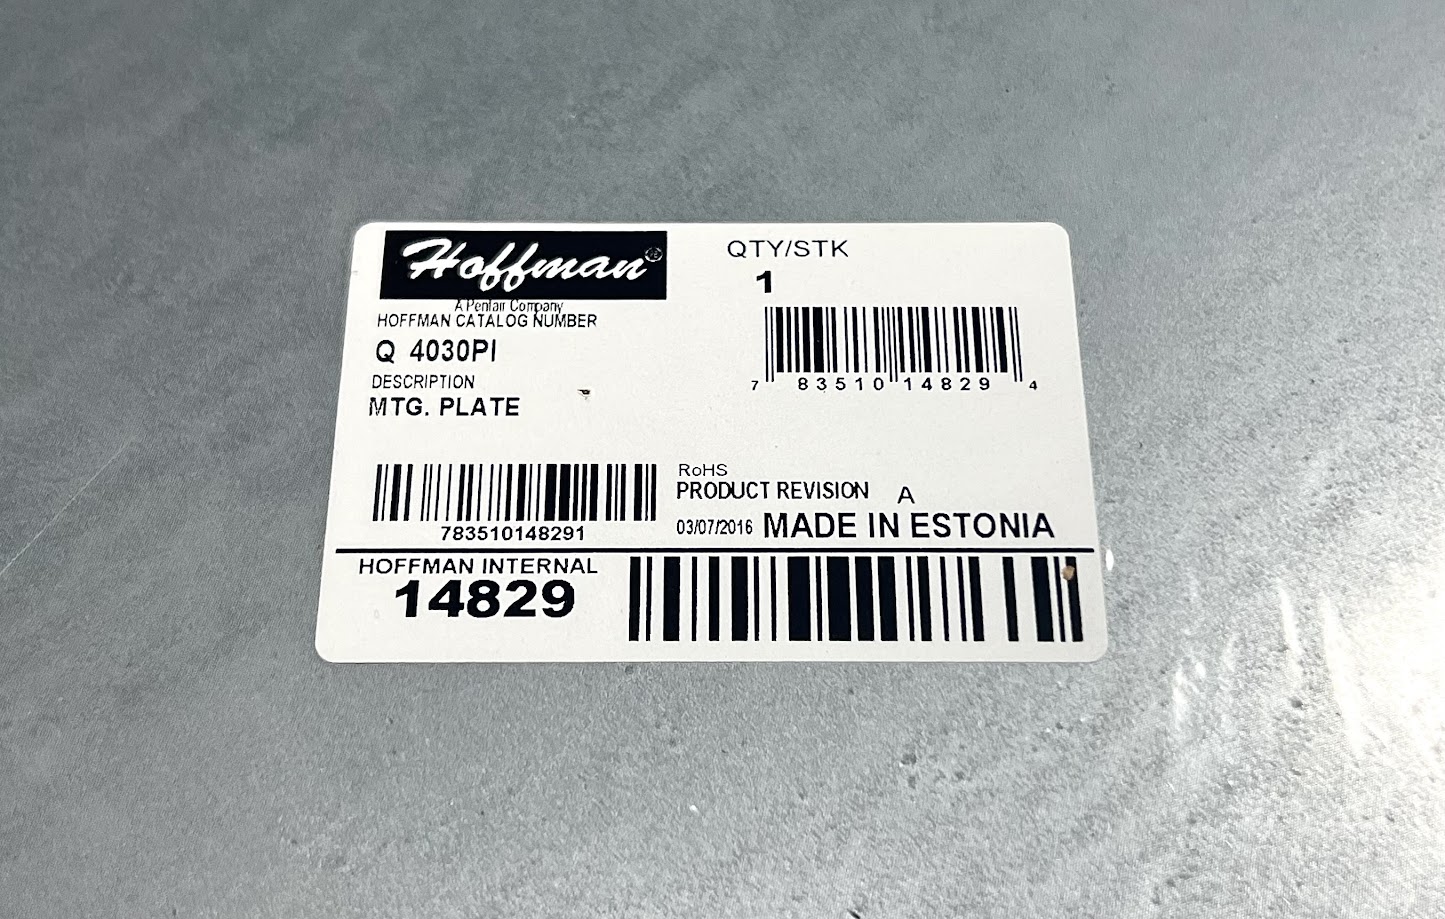 Hoffman®
A Pentair Company
HOFFMAN CATALOG NUMBER
Q 4030PI
DESCRIPTION
MTG. PLATE
QTY/STK
1
7 83510 14829 4
783510148291
RoHS
PRODUCT REVISION A
03/07/2016 MADE IN ESTONIA
HOFFMAN INTERNAL
14829